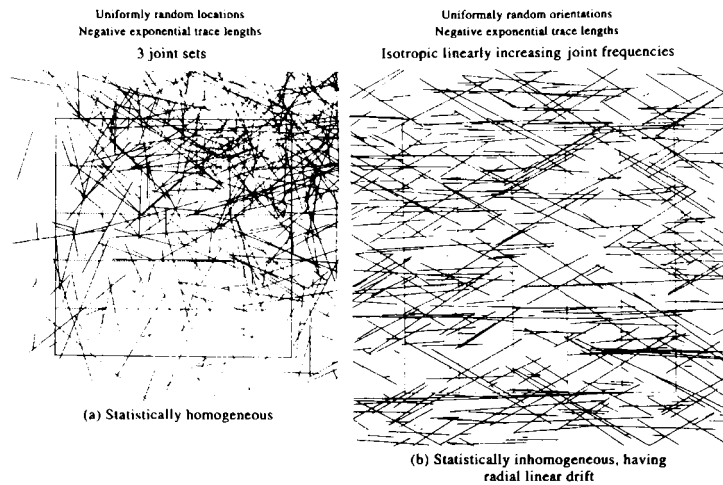 Uniformly random locations
Negative exponential trace lengths
3 joint sets
(a) Statistically homogeneous
Uniformaly random orientations
Negative exponential trace lengths
Isotropic linearly increasing joint frequencies
(b) Statistically inhomogeneous, having
radial linear drift